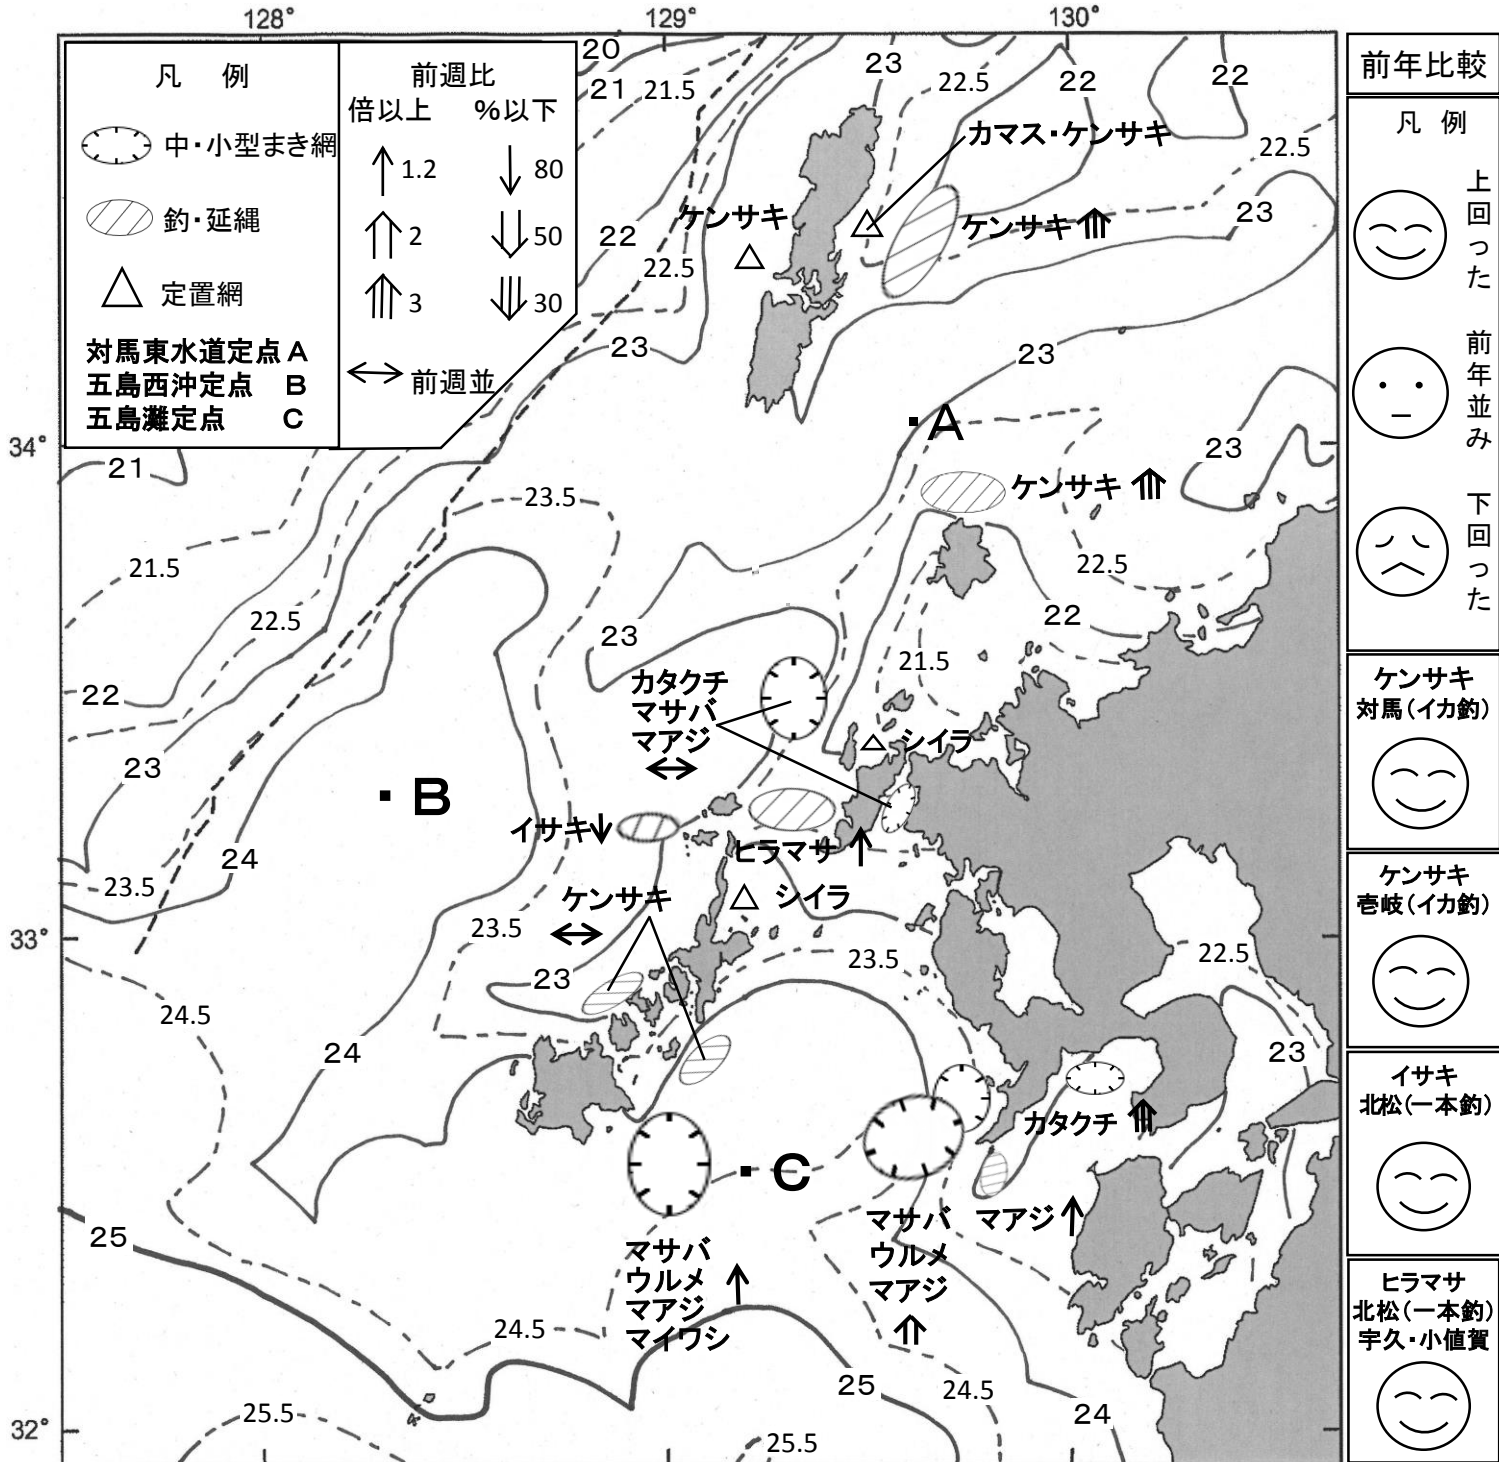 128°
129°
130°
34°
33°
32°
凡 例
中・小型まき網
釣・延縄
定置網
対馬東水道定点 A
五島西沖定点 B
五島灘定点 C
前週比
倍以上 %以下
1.2 80
2 50
3 30
前週並
前年比較
凡 例
上回った
前年並み
下回った
ケンサキ
対馬(イカ釣)
ケンサキ
壱岐(イカ釣)
イサキ
北松(一本釣)
ヒラマサ
北松(一本釣)
宇久・小値賀
20
21
21.5
23
22.5
22
22
22.5
カマス・ケンサキ
ケンサキ
ケンサキ
22
22.5
23
23
23
A
23
21
ケンサキ
23.5
21.5
22.5
22.5
22
23
21.5
22
カタクチ
マサバ
マアジ
シイラ
23
B
イサキ
ヒラマサ
24
23.5
ケンサキ
シイラ
23.5
23.5
22.5
23
24.5
24
23
カタクチ
C
マサバ
ウルメ
マアジ
マアジ
25
マサバ
ウルメ
マアジ
マイワシ
24.5
25
24.5
24
25.5
25.5